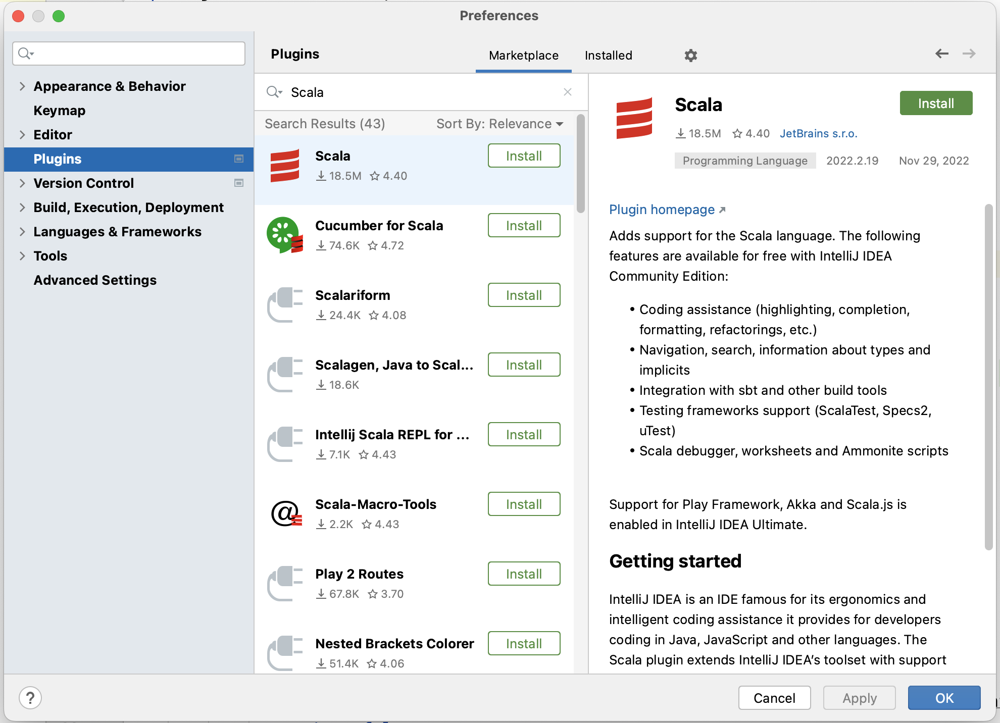 Preferences
Appearance & Behavior
Keymap
Editor
Plugins
Version Control
Build, Execution, Deployment
Languages & Frameworks
Tools
Advanced Settings
Plugins
Marketplace
Installed
Scala
Search Results (43)
Sort By: Relevance
Scala
Install
18.5M 4.40
Cucumber for Scala
Install
74.6K 4.72
Scalariform
Install
24.4K 4.08
Scalagen, Java to Scal...
Install
18.6K
Intellij Scala REPL for ...
Install
7.1K 4.43
@
Scala-Macro-Tools
Install
2.2K 4.43
Play 2 Routes
Install
67.8K 3.70
Nested Brackets Colorer
Install
51.4K 4.06
Scala
Install
18.5M 4.40 JetBrains s.r.o.
Programming Language 2022.2.19 Nov 29, 2022
Plugin homepage
Adds support for the Scala language. The following
features are available for free with IntelliJ IDEA
Community Edition:
• Coding assistance (highlighting, completion,
formatting, refactorings, etc.)
• Navigation, search, information about types and
implicits
• Integration with sbt and other build tools
• Testing frameworks support (ScalaTest, Specs2,
uTest)
• Scala debugger, worksheets and Ammonite scripts
Support for Play Framework, Akka and Scala.js is
enabled in IntelliJ IDEA Ultimate.
Getting started
IntelliJ IDEA is an IDE famous for its ergonomics and
intelligent coding assistance it provides for developers
coding in Java, JavaScript and other languages. The
Scala plugin extends IntelliJ IDEA's toolset with support
?
Cancel
Apply
OK